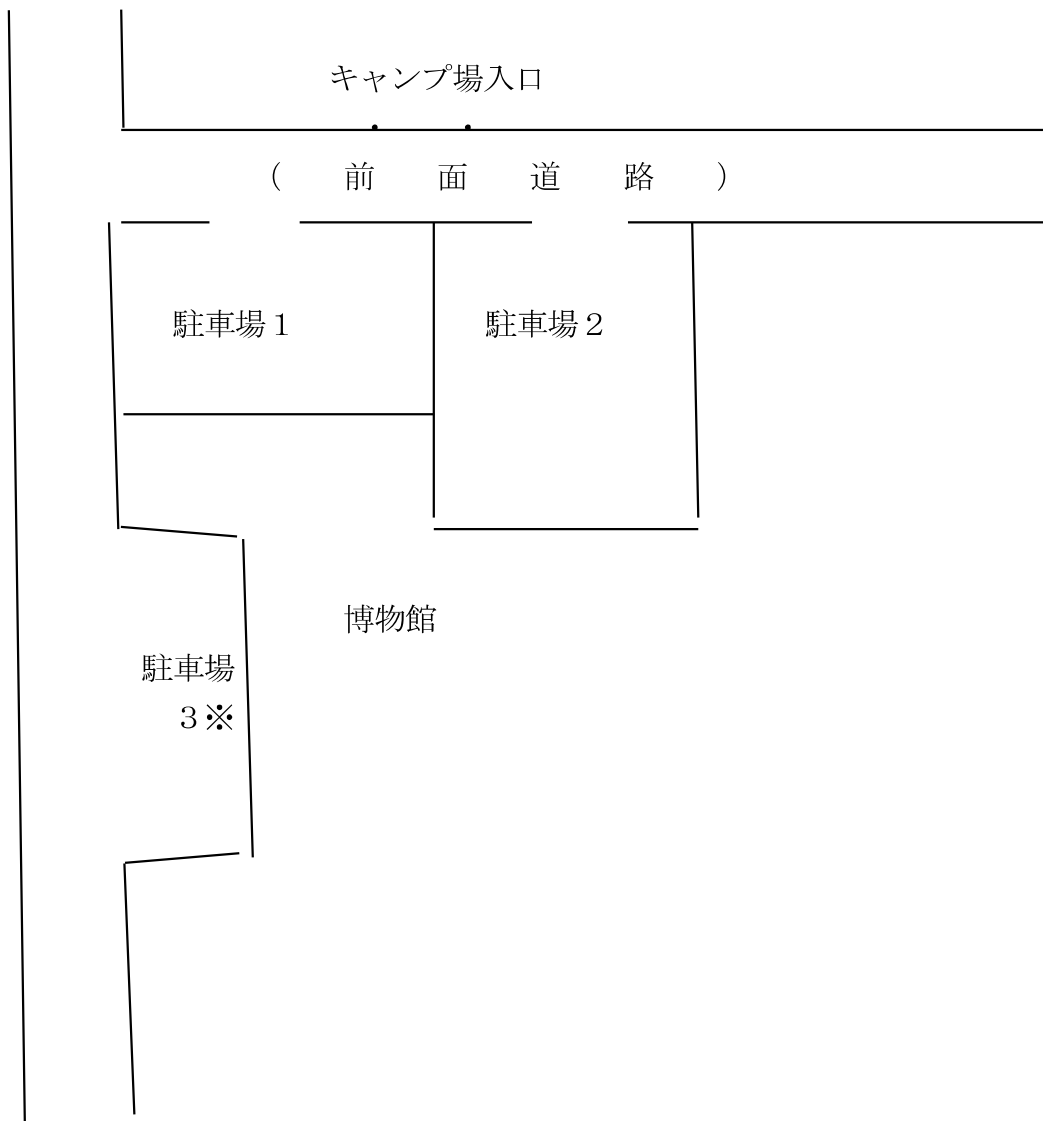 キャンプ場入口
（　前　面　道　路　）
駐車場１
駐車場２
博物館
駐車場
３※